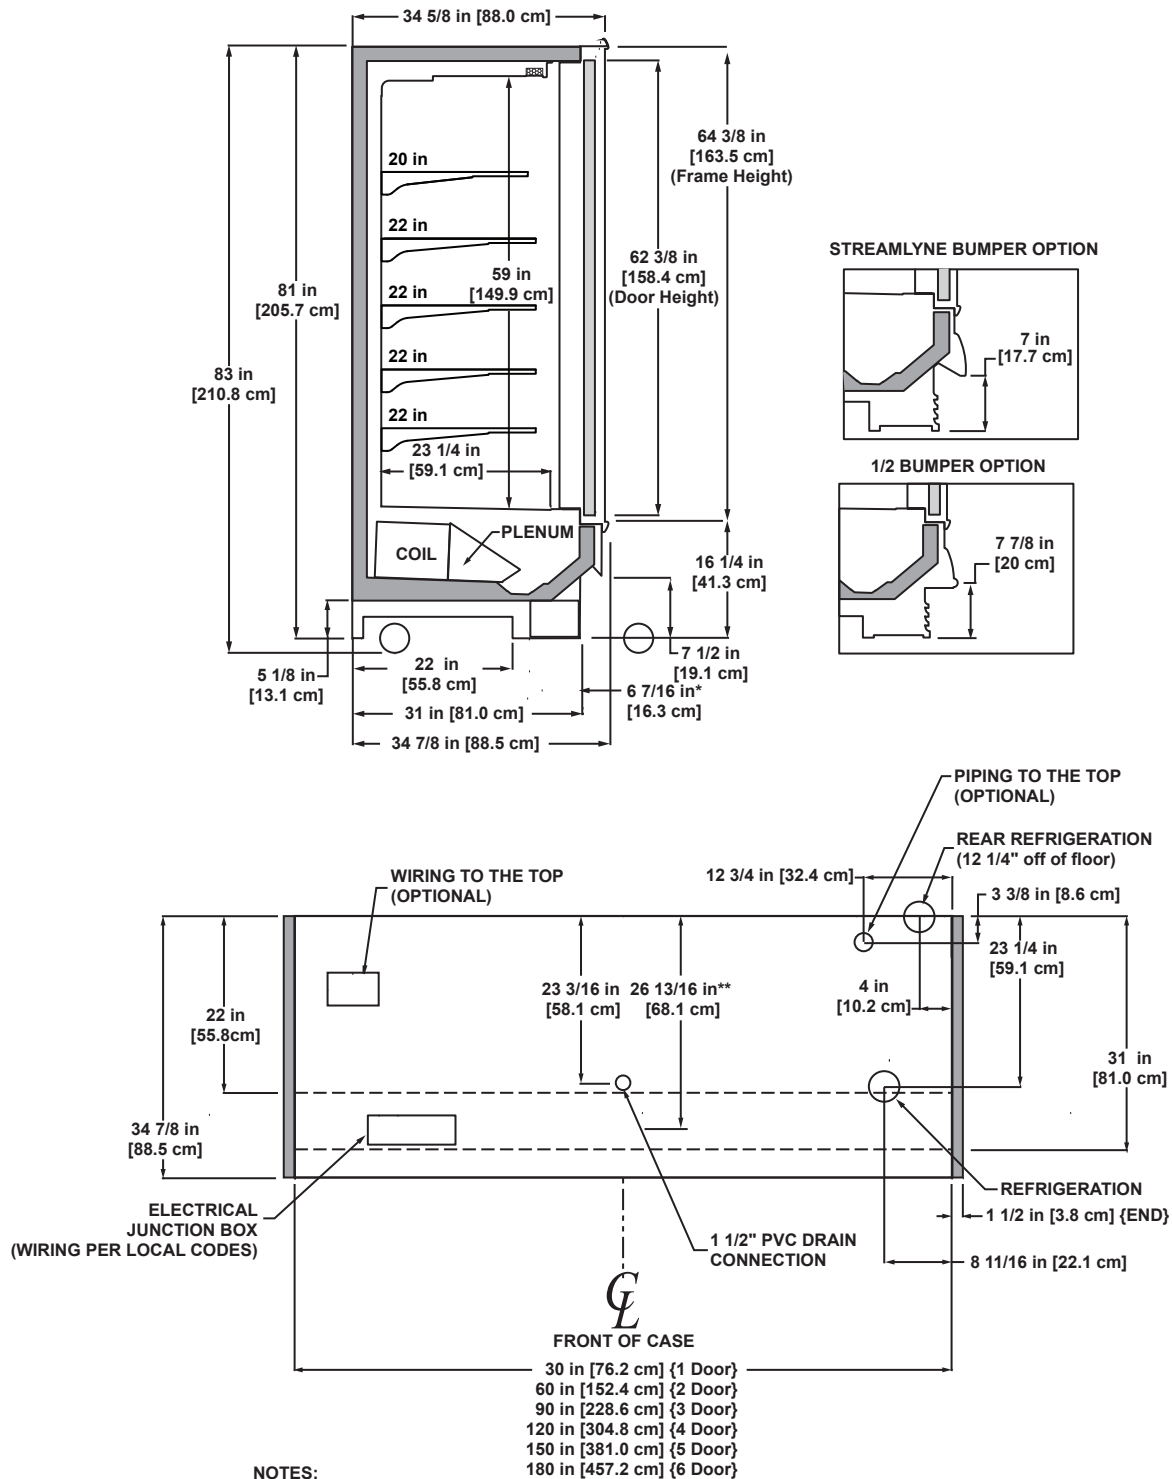 34 5/8 in [88.0 cm]
64 3/8 in
[163.5 cm]
(Frame Height)
20 in
22 in
62 3/8 in
[158.4 cm]
(Door Height)
59 in
[149.9 cm]
81 in
[205.7 cm]
22 in
83 in
[210.8 cm]
22 in
22 in
23 1/4 in
[59.1 cm]
PLENUM
COIL
16 1/4 in
[41.3 cm]
7 1/2 in
[19.1 cm]
5 1/8 in
[13.1 cm]
22 in
[55.8 cm]
6 7/16 in*
[16.3 cm]
31 in [81.0 cm]
34 7/8 in [88.5 cm]
STREAMLYNE BUMPER OPTION
7 in
[17.7 cm]
1/2 BUMPER OPTION
7 7/8 in
[20 cm]
PIPING TO THE TOP
(OPTIONAL)
REAR REFRIGERATION
(12 1/4" off of floor)
WIRING TO THE TOP
(OPTIONAL)
12 3/4 in [32.4 cm]
3 3/8 in [8.6 cm]
23 1/4 in
[59.1 cm]
23 3/16 in
[58.1 cm]
26 13/16 in**
[68.1 cm]
4 in
[10.2 cm]
22 in
[55.8cm]
31 in
[81.0 cm]
34 7/8 in
[88.5 cm]
REFRIGERATION
ELECTRICAL
JUNCTION BOX
(WIRING PER LOCAL CODES)
1 1/2 in [3.8 cm] {END}
1 1/2" PVC DRAIN
CONNECTION
8 11/16 in [22.1 cm]
CL
FRONT OF CASE
30 in [76.2 cm] {1 Door}
60 in [152.4 cm] {2 Door}
90 in [228.6 cm] {3 Door}
120 in [304.8 cm] {4 Door}
150 in [381.0 cm] {5 Door}
180 in [457.2 cm] {6 Door}
NOTES: